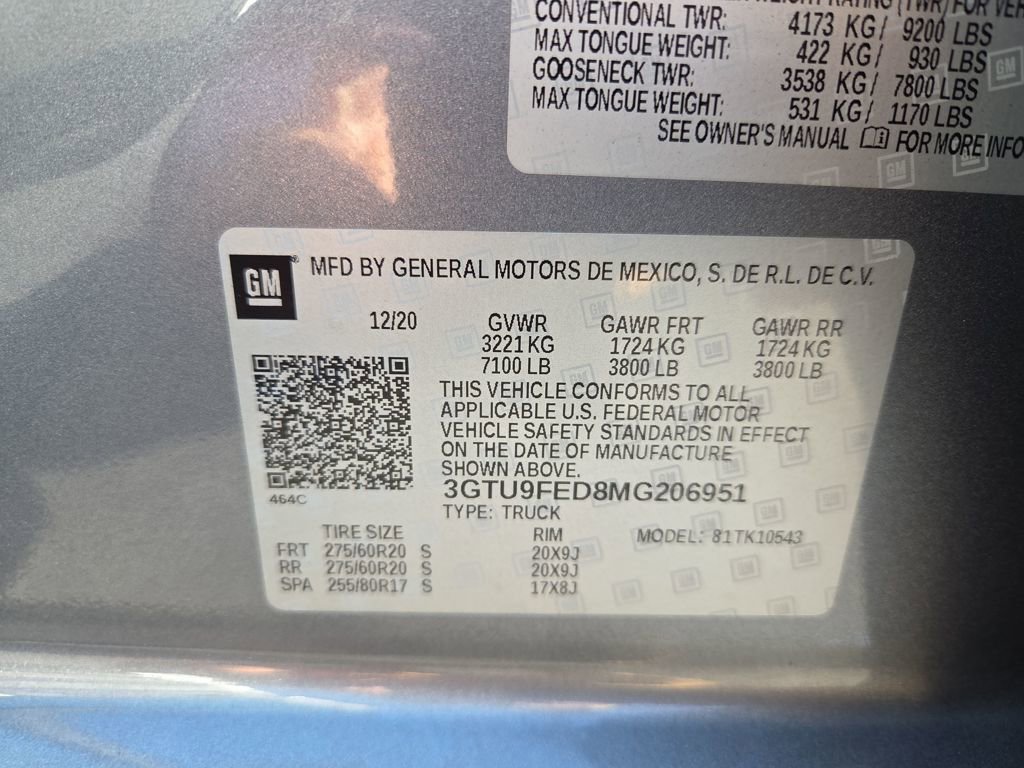 WEIGHT RATING (TWR) FOR
CONVENTIONAL TWR: 4173 KG/ 9200 LBS
MAX TONGUE WEIGHT: 422 KG/ 930 LBS
GOOSENECK TWR: 3538 KG/ 7800 LBS
MAX TONGUE WEIGHT: 531 KG/ 1170 LBS
SEE OWNER'S MANUAL FOR MORE INFO
GM
MFD BY GENERAL MOTORS DE MEXICO, S. DE R.L. DE C.V.
12/20 GVWR GAWR FRT GAWR RR
3221 KG 1724 KG 1724 KG
7100 LB 3800 LB 3800 LB
THIS VEHICLE CONFORMS TO ALL
APPLICABLE U.S. FEDERAL MOTOR
VEHICLE SAFETY STANDARDS IN EFFECT
ON THE DATE OF MANUFACTURE
SHOWN ABOVE.
464C
3GTU9FED8MG206951
TYPE: TRUCK
TIRE SIZE RIM MODEL: 81TK10543
FRT 275/60R20 S 20X9J
RR 275/60R20 S 20X9J
SPA 255/80R17 S 17X8J